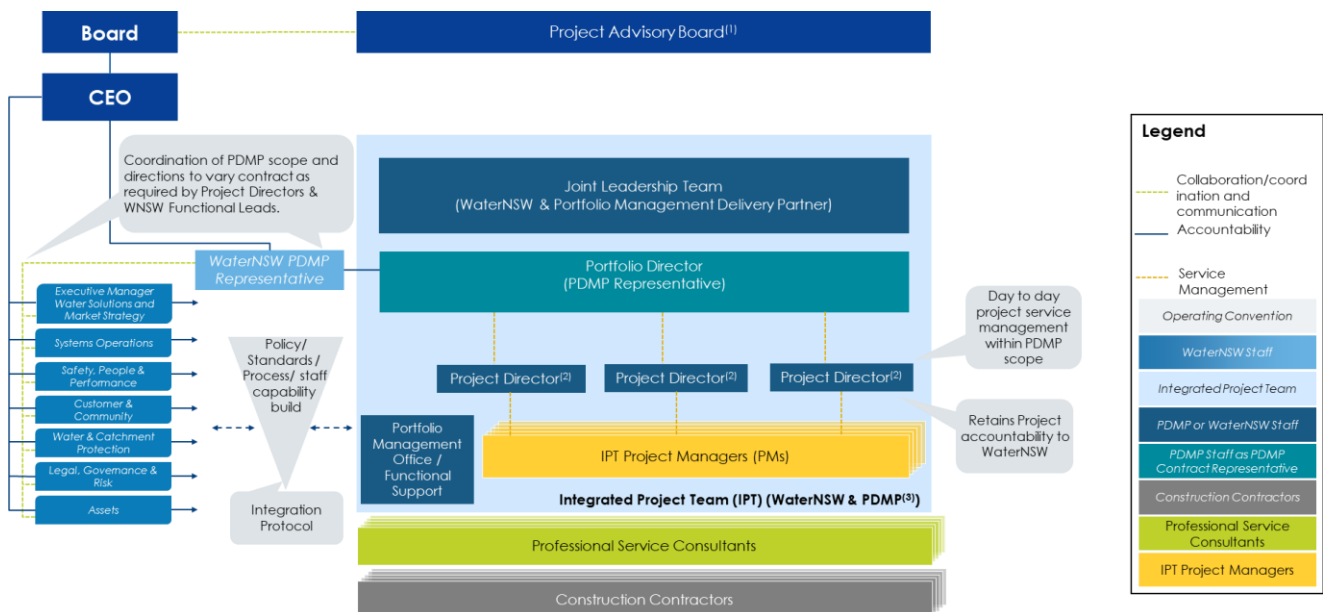 Board
Project Advisory Board(1)
CEO
Coordination of PDMP scope and
directions to vary contract as
required by Project Directors &
WNSW Functional Leads.
Joint Leadership Team
(WaterNSW & Portfolio Management Delivery Partner)
WaterNSW PDMP
Representative
Portfolio Director
(PDMP Representative)
Executive Manager
Water Solutions and
Market Strategy
Systems Operations
Safety, People &
Performance
Customer &
Community
Water & Catchment
Protection
Legal, Governance &
Risk
Assets
Policy/
Standards/
Process/ staff
capability
build
Integration
Protocol
Project Director(2)
Project Director(2)
Project Director(2)
Day to day
project service
management
within PDMP
scope
Retains Project
accountability to
WaterNSW
Portfolio
Management
Office /
Functional
Support
IPT Project Managers (PMs)
Integrated Project Team (IPT) (WaterNSW & PDMP(3))
Professional Service Consultants
Construction Contractors
Legend
Collaboration/coord
ination and
communication
Accountability
Service
Management
Operating Convention
WaterNSW Staff
Integrated Project Team
PDMP or WaterNSW Staff
PDMP Staff as PDMP
Contract Representative
Construction Contractors
Professional Service
Consultants
IPT Project Managers